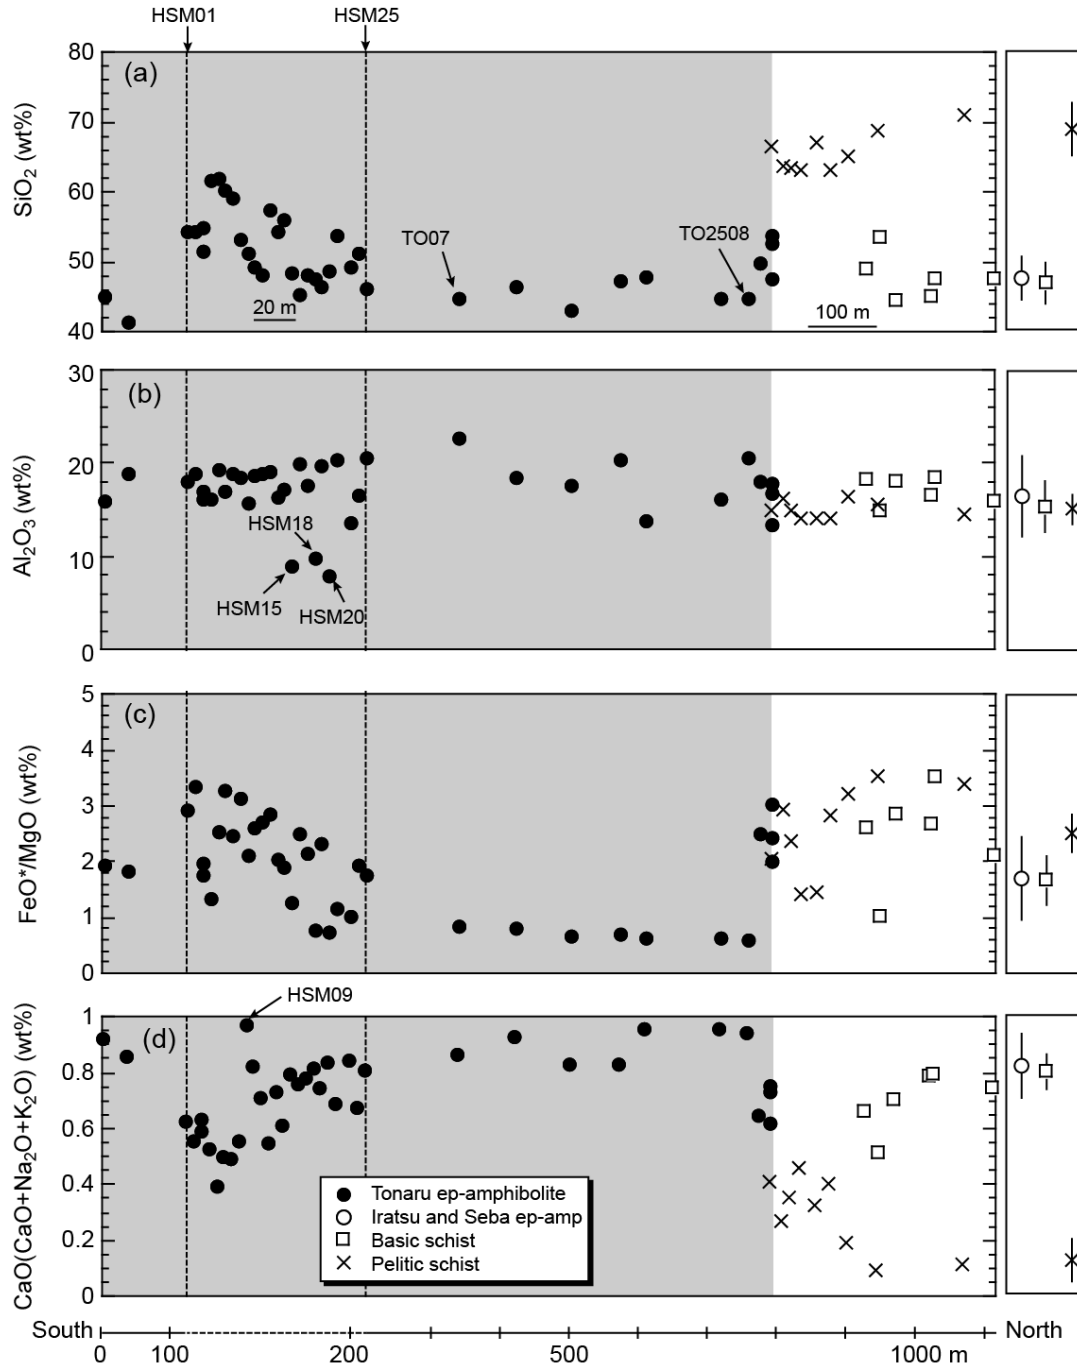 HSM01 HSM25
(a)
SiO₂ (wt%)
80
70
60
50
40
TO07
TO2508
20 m
100 m
(b)
Al₂O₃ (wt%)
30
20
10
0
HSM18
HSM15
HSM20
(c)
FeO*/MgO (wt%)
5
4
3
2
1
0
(d)
CaO(CaO+Na₂O+K₂O) (wt%)
1
0.8
0.6
0.4
0.2
0
HSM09
Tonaru ep-amphibolite
Iratsu and Seba ep-amp
Basic schist
Pelitic schist
South North
0 100 200 500 1000 m